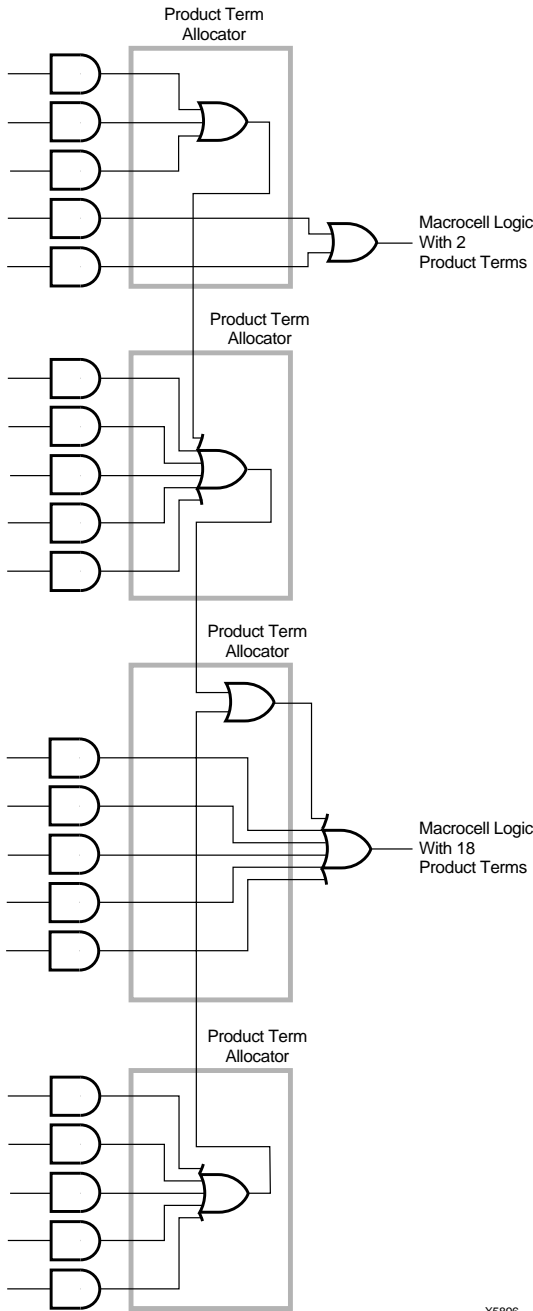 Product Term
Allocator
Macrocell Logic
With 2
Product Terms
Product Term
Allocator
Product Term
Allocator
Macrocell Logic
With 18
Product Terms
Product Term
Allocator